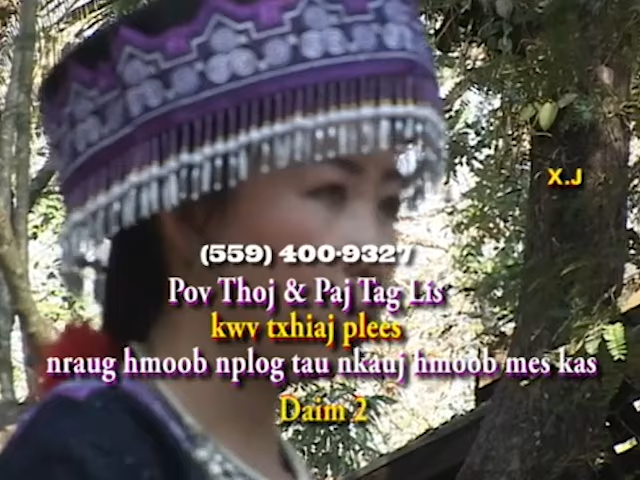 X.J
(559) 400-9327
Pov Thoj & Paj Tag Lis
kwv txhiaj plees
nraug hmoob nplog tau nkauj hmoob mes kas
Daim 2